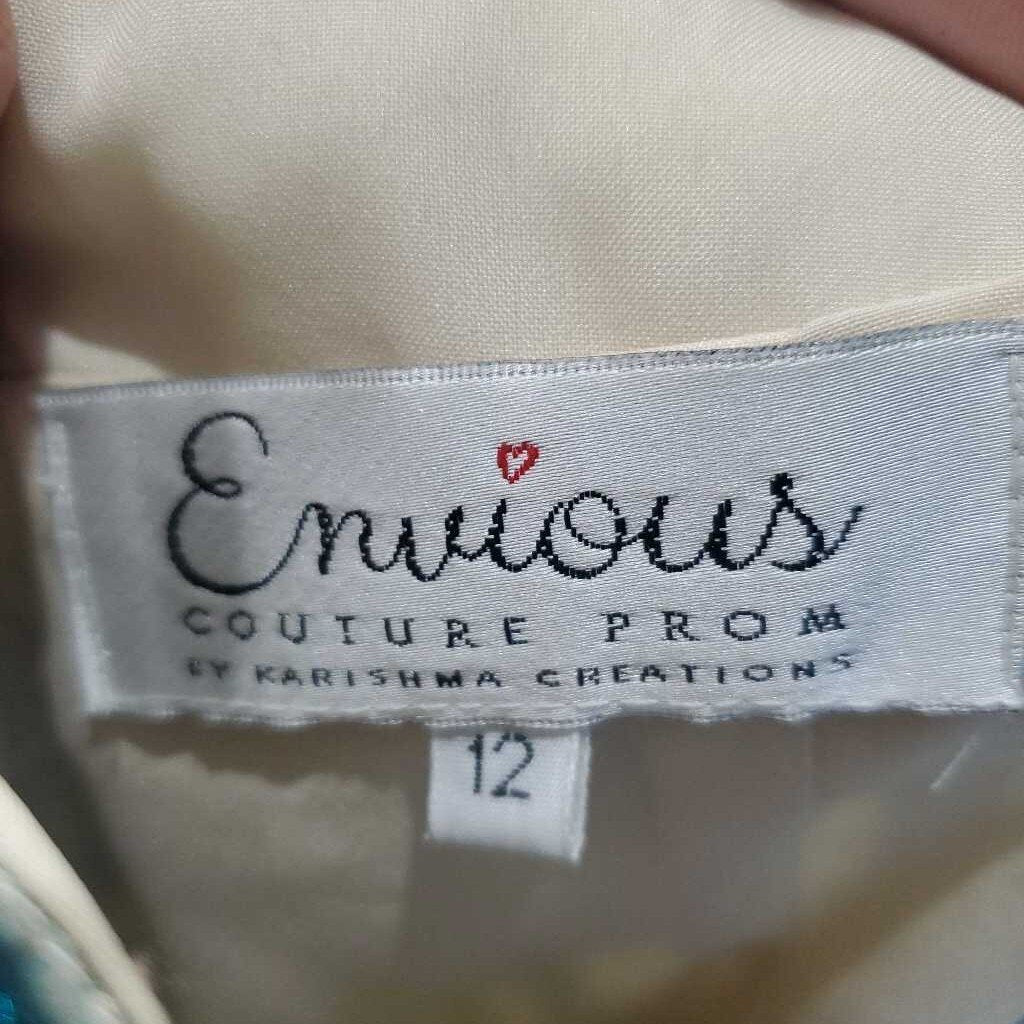 Envious
COUTURE PROM
BY KARISHMA CREATIONS
12